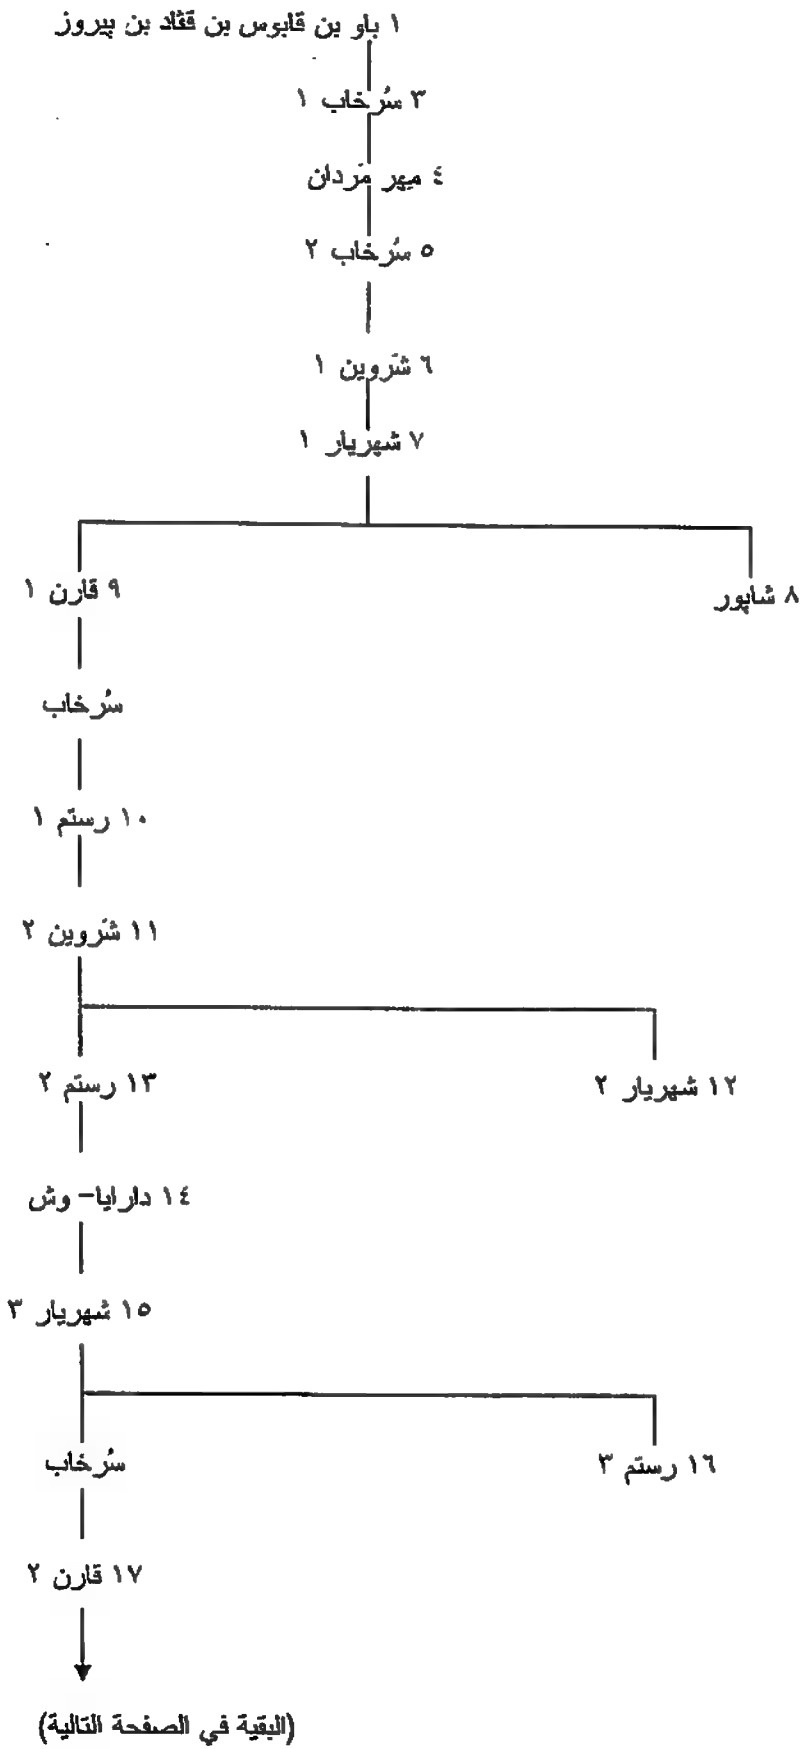 ١ باو بن قابوس بن قڤاد بن پيروز
٣ سُرخاب ١
٤ مِهر مَردان
٥ سُرخاب ٢
٦ شَروين ١
٧ شهريار ١
٨ شاپور
٩ قارن ١
سُرخاب
١٠ رستم ١
١١ شَروين ٢
١٢ شهريار ٢
١٣ رستم ٢
١٤ دارايا- وش
١٥ شهريار ٣
١٦ رستم ٣
سُرخاب
١٧ قارن ٢
(البقية في الصفحة التالية)